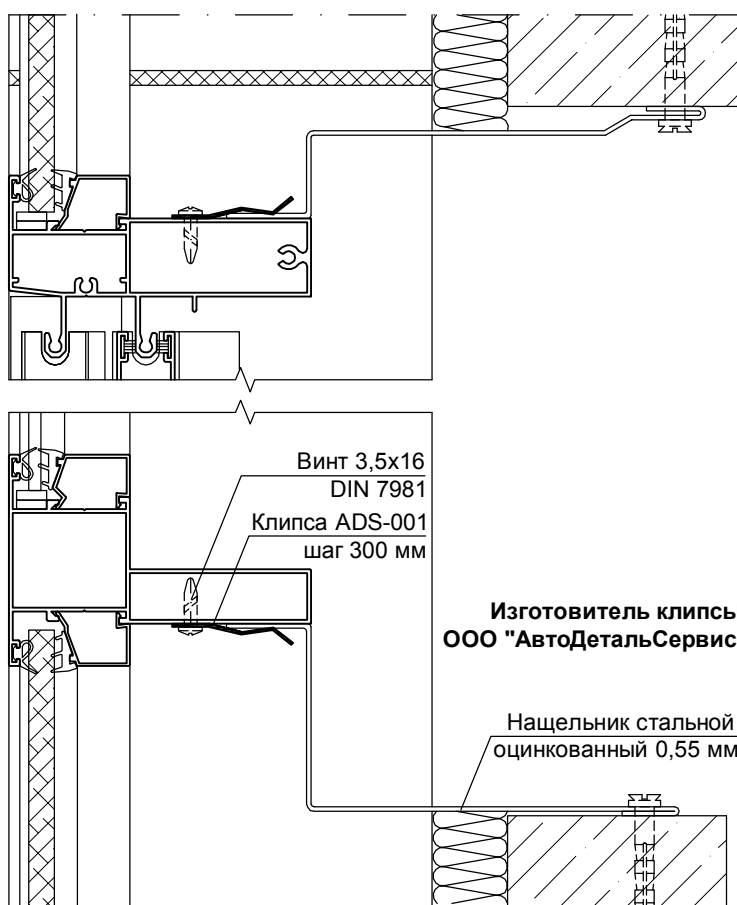 Винт 3,5х16
DIN 7981
Клипса ADS-001
шаг 300 мм
Изготовитель клипсь
ООО "АвтоДетальСервис
Нащельник стальной
оцинкованный 0,55 мм